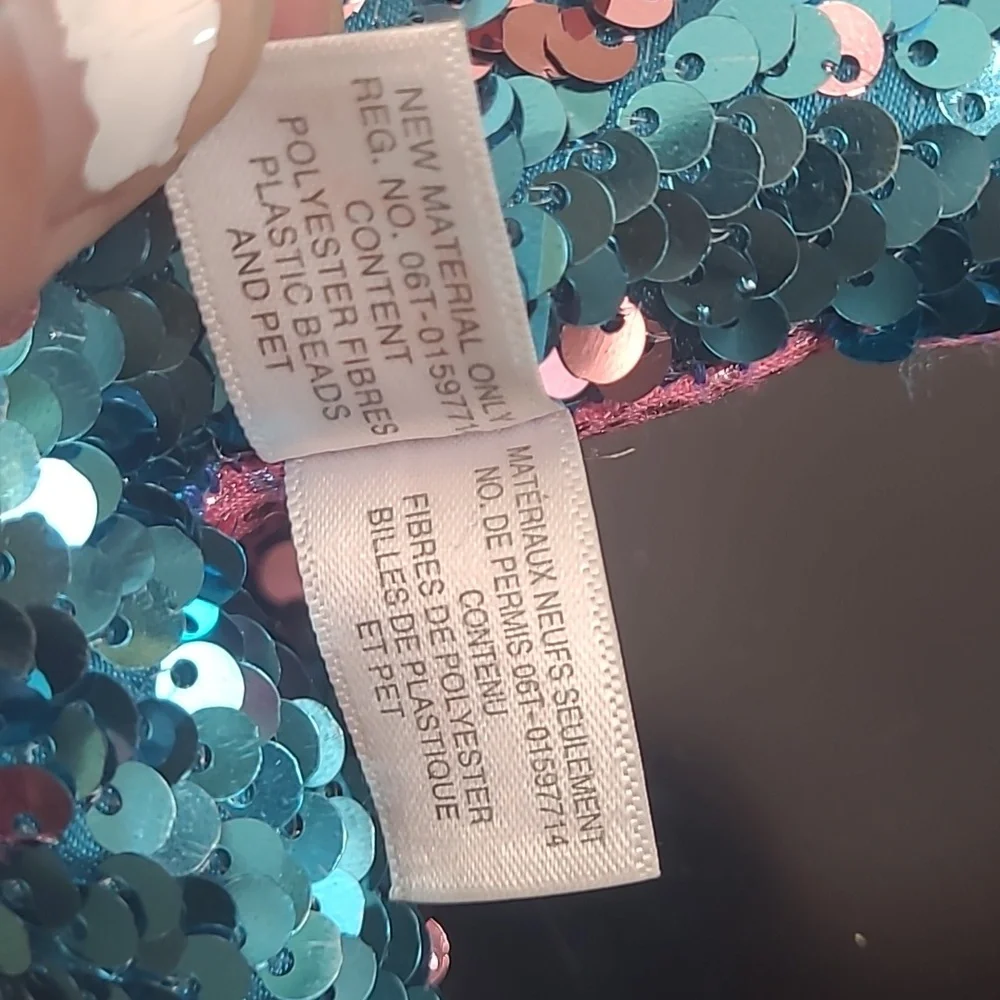 NEW MATERIAL ONLY
REG. NO. 06T-0159771
CONTENT
POLYESTER FIBRES
PLASTIC BEADS
AND PET
MATÉRIAUX NEUFS SEULEMENT
NO. DE PERMIS 06T-01597714
CONTENU
FIBRES DE POLYESTER
BILLES DE PLASTIQUE
ET PET